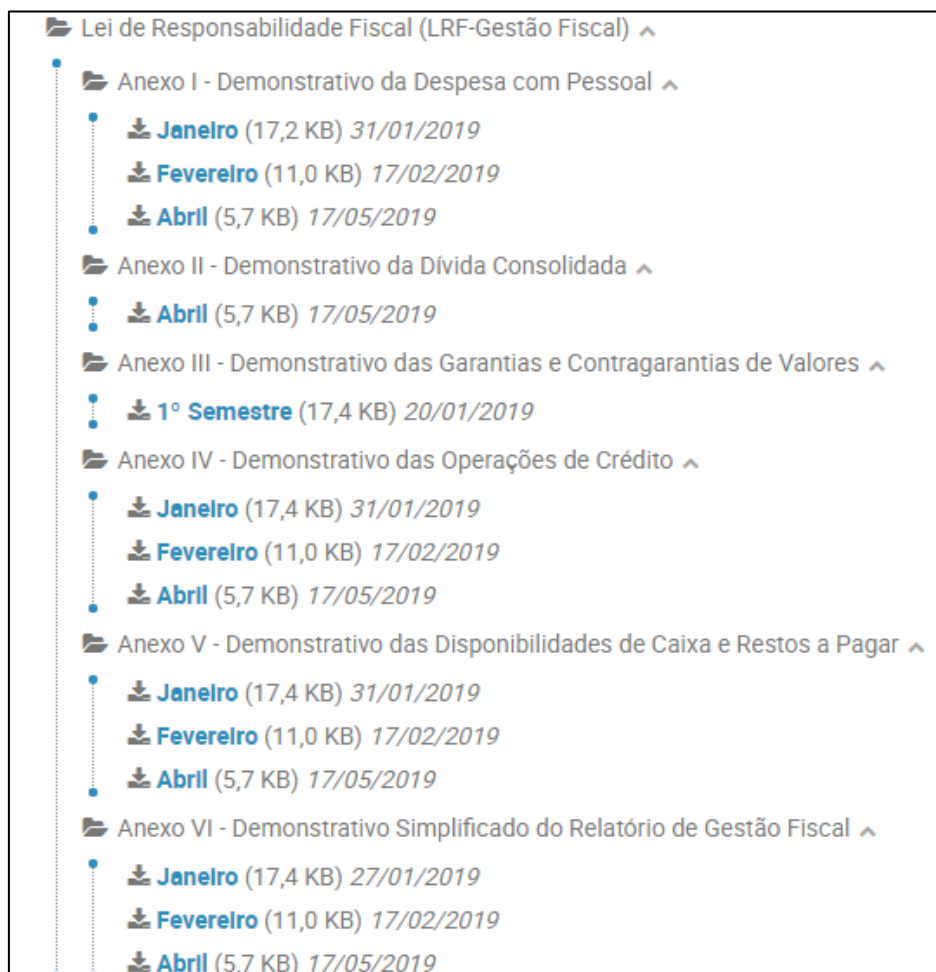 Lei de Responsabilidade Fiscal (LRF-Gestão Fiscal)
Anexo I - Demonstrativo da Despesa com Pessoal
Janeiro (17,2 KB) 31/01/2019
Fevereiro (11,0 KB) 17/02/2019
Abril (5,7 KB) 17/05/2019
Anexo II - Demonstrativo da Dívida Consolidada
Abril (5,7 KB) 17/05/2019
Anexo III - Demonstrativo das Garantias e Contragarantias de Valores
1º Semestre (17,4 KB) 20/01/2019
Anexo IV - Demonstrativo das Operações de Crédito
Janeiro (17,4 KB) 31/01/2019
Fevereiro (11,0 KB) 17/02/2019
Abril (5,7 KB) 17/05/2019
Anexo V - Demonstrativo das Disponibilidades de Caixa e Restos a Pagar
Janeiro (17,4 KB) 31/01/2019
Fevereiro (11,0 KB) 17/02/2019
Abril (5,7 KB) 17/05/2019
Anexo VI - Demonstrativo Simplificado do Relatório de Gestão Fiscal
Janeiro (17,4 KB) 27/01/2019
Fevereiro (11,0 KB) 17/02/2019
Abril (5,7 KB) 17/05/2019